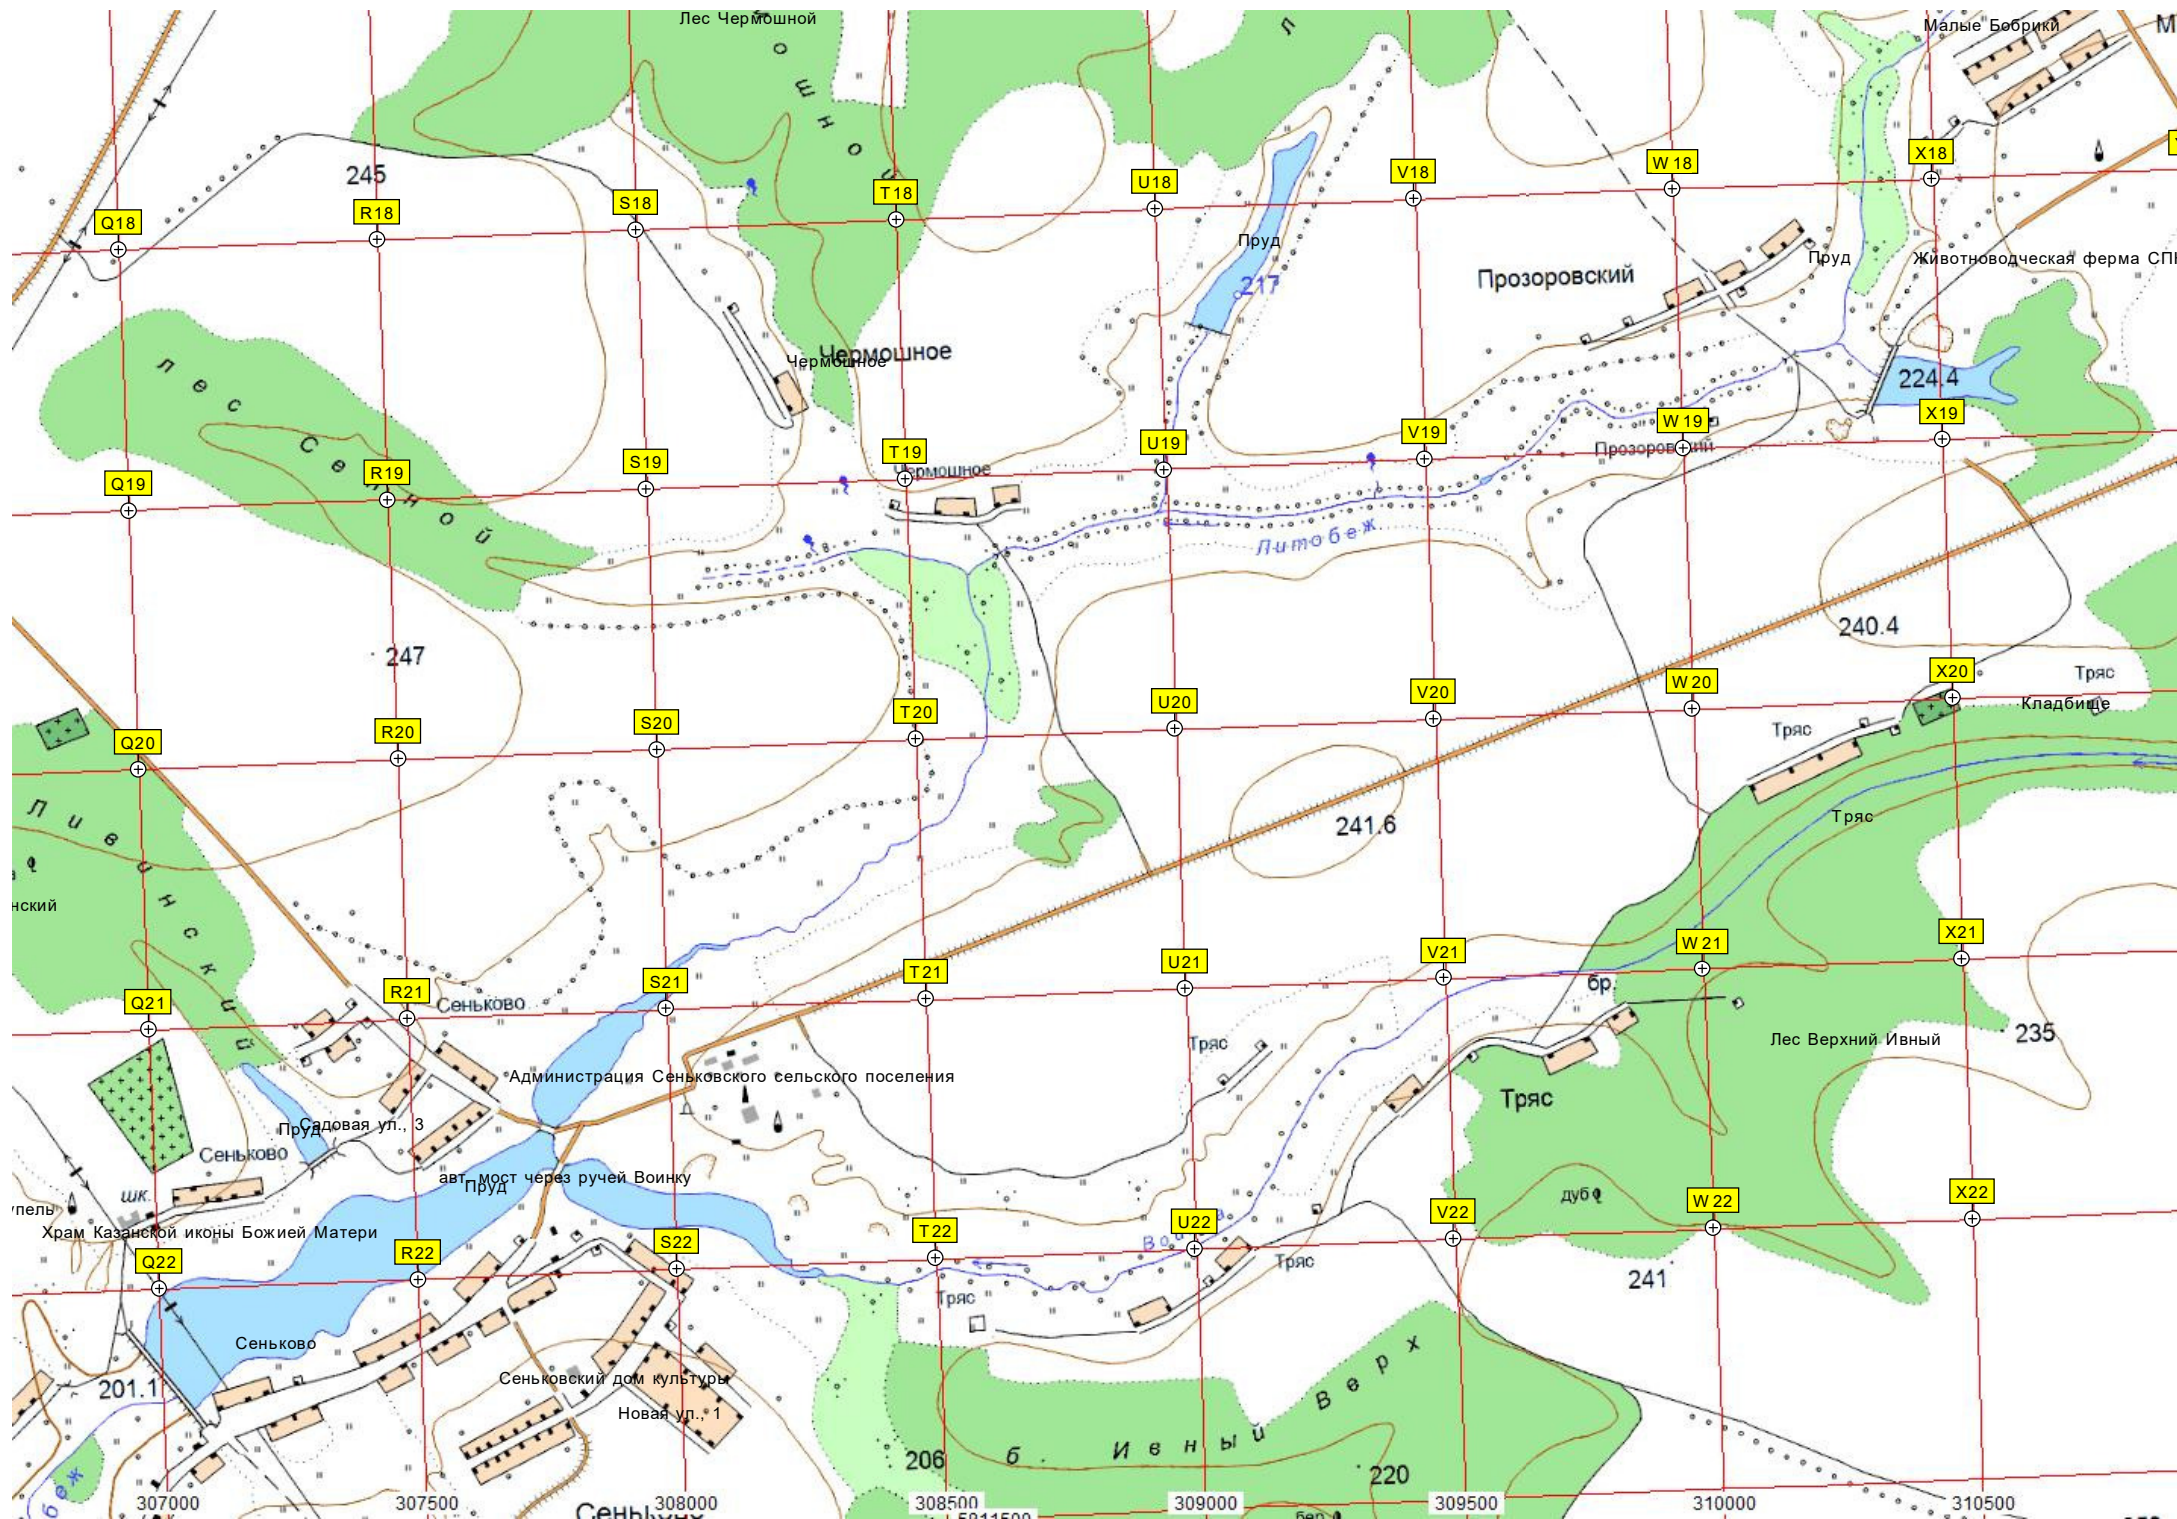 Лес Чермошной
Малые Бобрики
245
Q18
R18
S18
T18
U18
V18
W18
X18
Пруд
217
Прозоровский
Пруд
Животноводческая ферма СП
Чермошное
Чермошное
лес Сечной
224.4
Q19
R19
S19
T19
U19
V19
W19
X19
Чермошное
Прозоровский
Литобеж
247
240.4
Тряс
Кладбище
Q20
R20
S20
T20
U20
V20
W20
X20
Тряс
Тряс
241.6
Ливинский
нский
Q21
R21
S21
T21
U21
V21
W21
X21
Сеньково
бр.
Тряс
Лес Верхний Ивный
235
Администрация Сеньковского сельского поселения
Тряс
Садовая ул., 3
Пруд
Сеньково
авт. мост через ручей Воинку
Пруд
шк.
упель
дуб
Храм Казанской иконы Божией Матери
Q22
R22
S22
T22
U22
V22
W22
X22
Тряс
241
Тряс
Сеньково
201.1
Сеньковский дом культуры
Новая ул., 1
б. Ивный Верх
206
220
беж
307000
307500
308000
308500
309000
309500
310000
310500